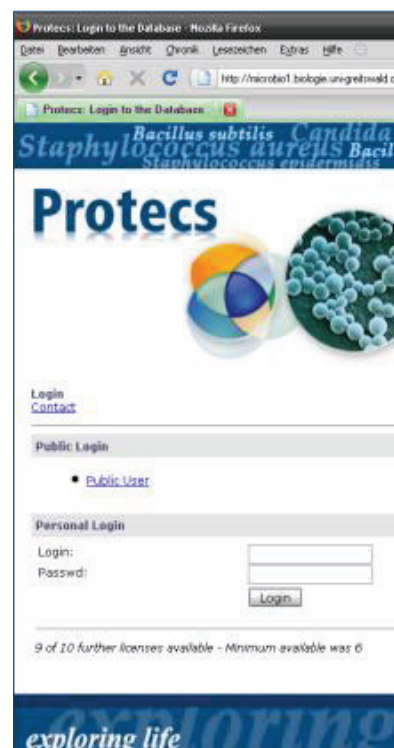 Protecs: Login to the Database - Mozilla Firefox
Datei Bearbeiten Ansicht Chronik Lesezeichen Extras Hilfe
http://microbio1.biologie.uni-greifswald.d
Protecs: Login to the Database
Bacillus subtilis Candida
Staphylococcus aureus Bacil
Staphylococcus epidermidis
Protecs
Login
Contact
Public Login
Public User
Personal Login
Login:
Passwd:
Login
9 of 10 further licenses available - Minimum available was 6
exploring
exploring life